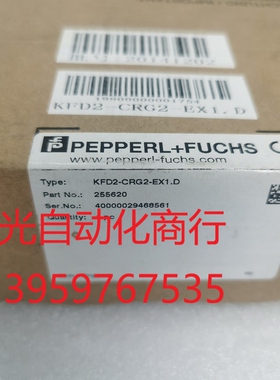 KFD2-CRG2-EX1.D
PEPPERL+FUCHS
www.pepperl-fuchs.com
Type: KFD2-CRG2-EX1.D
Part No.: 255620
Ser.No.: 40000029468561
Quantity:
光自动化商行
3959767535